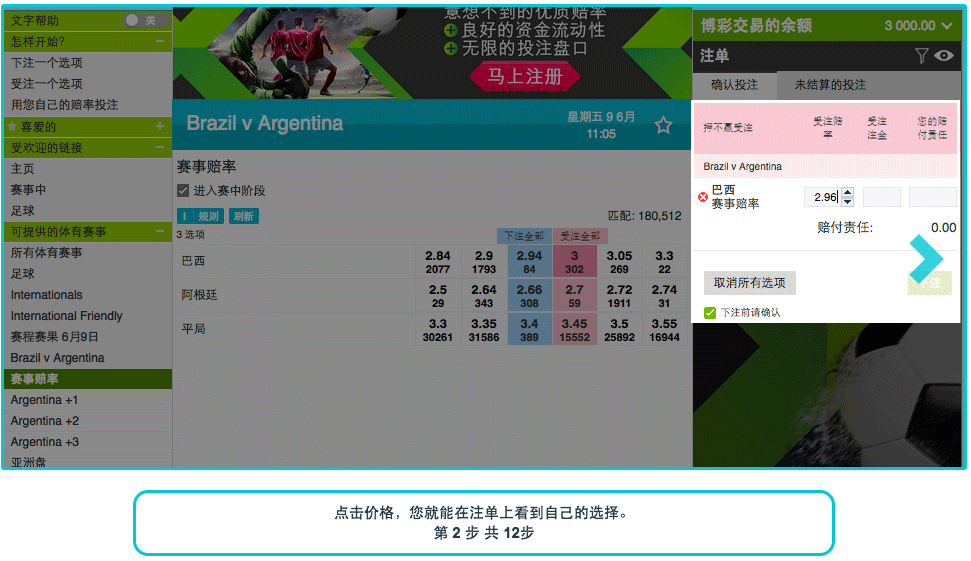 文字帮助
关
怎样开始?
下注一个选项
受注一个选项
用您自己的赔率投注
喜爱的
受欢迎的链接
主页
赛事中
足球
可提供的体育赛事
所有体育赛事
足球
Internationals
International Friendly
赛程赛果 6月9日
Brazil v Argentina
赛事赔率
Argentina +1
Argentina +2
Argentina +3
亚洲盘
意想不到的优质赔率
良好的资金流动性
无限的投注盘口
马上注册
Brazil v Argentina
星期五 9 6月
11:05
赛事赔率
进入赛中阶段
规则
刷新
匹配: 180,512
3 选项
下注全部
受注全部
巴西
2.84 2.9 2.94 3 3.05 3.3
2077 1793 84 302 269 22
阿根廷
2.5 2.64 2.66 2.7 2.72 2.74
29 343 308 59 1911 31
平局
3.3 3.35 3.4 3.45 3.5 3.55
30261 31586 389 15552 25892 16944
博彩交易的余额
3 000.00
注单
确认投注
未结算的投注
押不赢受注
受注赔率
受注注金
您的赔付责任
Brazil v Argentina
巴西
赛事赔率
2.96
赔付责任:
0.00
取消所有选项
下注
下注前请确认
点击价格，您就能在注单上看到自己的选择。
第 2 步 共 12步